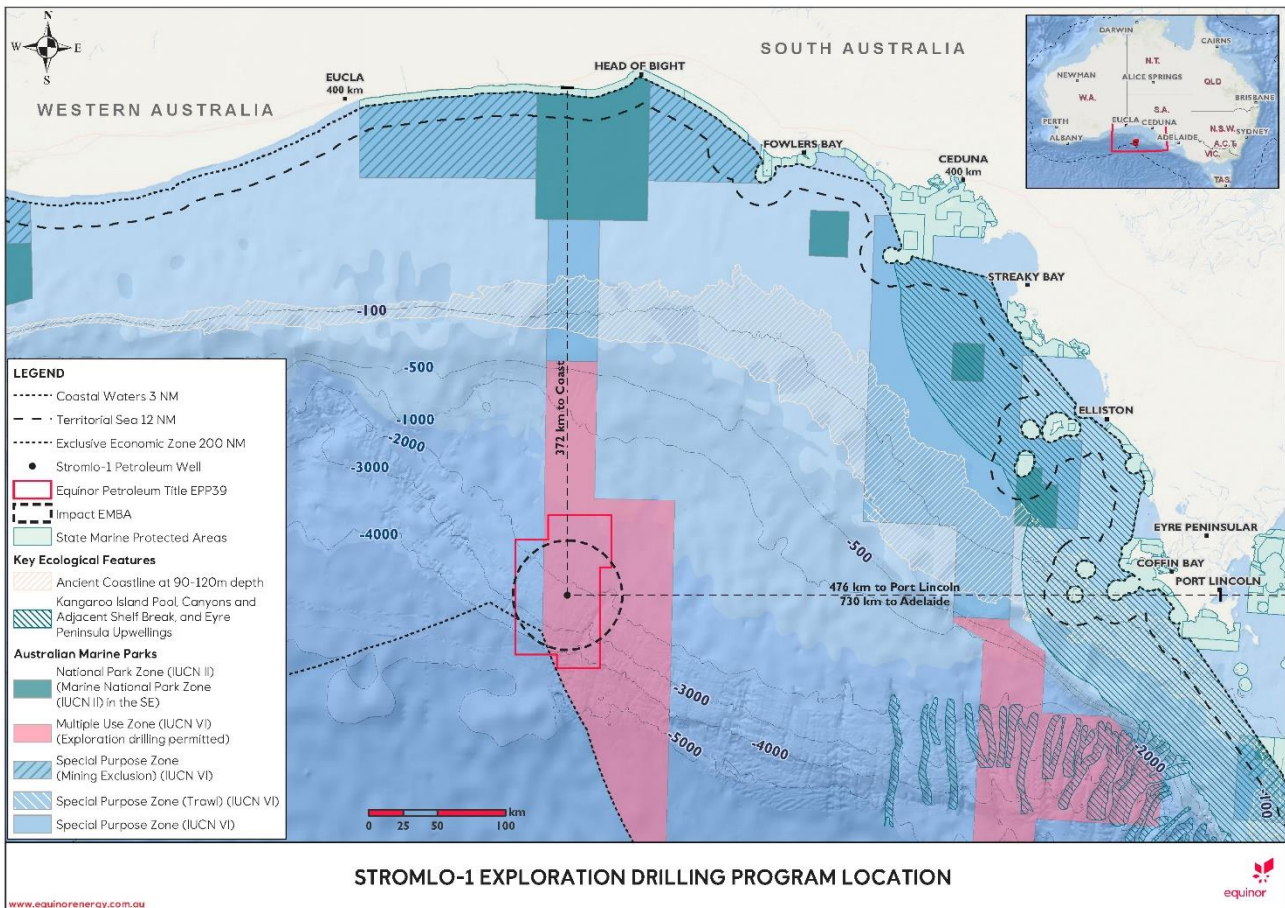 N
W E
S
WESTERN AUSTRALIA
SOUTH AUSTRALIA
EUCLA
400 km
HEAD OF BIGHT
FOWLERS BAY
CEDUNA
400 km
STREAKY BAY
ELLISTON
EYRE PENINSULAR
COFFIN BAY
PORT LINCOLN
DARWIN
CAIRNS
N.T.
NEWMAN
ALICE SPRINGS
QLD
W.A.
BRISBANE
S.A.
PERTH
EUCLA
CEDUNA
N.S.W.
SYDNEY
ALBANY
ADELAIDE
A.C.T.
VIC.
TAS.
-100
-500
-1000
-2000
-3000
-4000
372 km to Coast
-500
476 km to Port Lincoln
730 km to Adelaide
-3000
-4000
-5000
-2000
-100
LEGEND
Coastal Waters 3 NM
Territorial Sea 12 NM
Exclusive Economic Zone 200 NM
Stromlo-1 Petroleum Well
Equinor Petroleum Title EPP39
Impact EMBA
State Marine Protected Areas
Key Ecological Features
Ancient Coastline at 90-120m depth
Kangaroo Island Pool, Canyons and
Adjacent Shelf Break, and Eyre
Peninsula Upwellings
Australian Marine Parks
National Park Zone (IUCN II)
(Marine National Park Zone
(IUCN II) in the SE)
Multiple Use Zone (IUCN VI)
(Exploration drilling permitted)
Special Purpose Zone
(Mining Exclusion) (IUCN VI)
Special Purpose Zone (Trawl) (IUCN VI)
Special Purpose Zone (IUCN VI)
km
0 25 50 100
STROMLO-1 EXPLORATION DRILLING PROGRAM LOCATION
www.equinorenergy.com.au
equinor